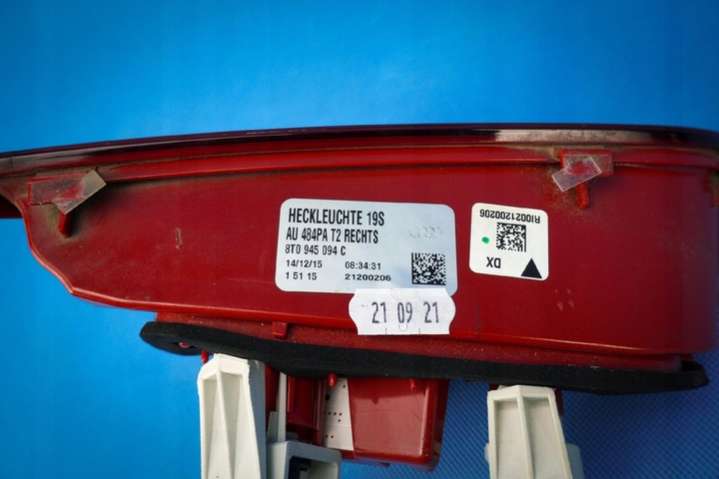 HECKLEUCHTE 19S
AU 484PA T2 RECHTS
8T0 945 094 C
14/12/15 08:34:31
1 51 15 21200206
21 09 21
RI0021200206
DX